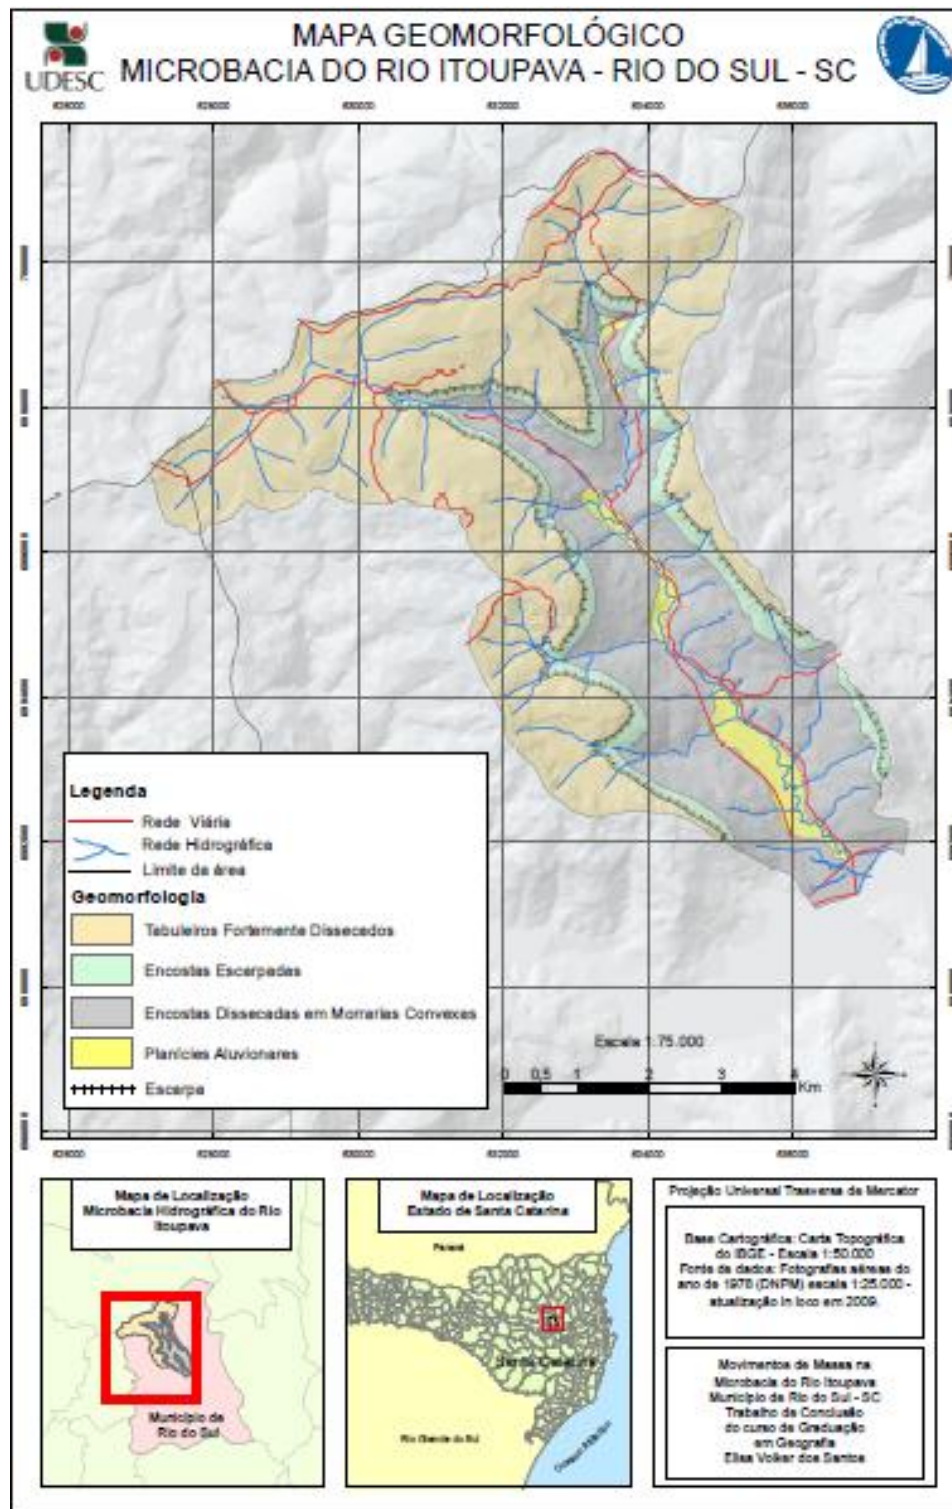 MAPA GEOMORFOLÓGICO
MICROBACIA DO RIO ITOUPAVA - RIO DO SUL - SC
UDESC
632000
634000
Legenda
Rede Viária
Rede Hidrográfica
Limite da área
Geomorfologia
Tabuleiros Fortemente Dissecados
Encostas Escarpadas
Encostas Dissecadas em Morrarias Convexas
Planícies Aluvionares
Escarpa
Escala 1:75.000
0 0,5 1 2 3 4
Km
632000
634000
Mapa de Localização
Microbacia Hidrográfica do Rio
Itoupava
Município de
Rio do Sul
Mapa de Localização
Estado de Santa Catarina
Paraná
Santa Catarina
Rio Grande do Sul
Projeção Universal Trasversa de Mercator
Base Cartográfica: Carta Topográfica
do IBGE - Escala 1:50.000
Fonte de dados: Fotografias aéreas do
ano de 1978 (DNPM) escala 1:25.000 -
atualização in loco em 2009.
Movimentos de Massa na
Microbacia do Rio Itoupava
Município de Rio do Sul - SC
Trabalho de Conclusão
do curso de Graduação
em Geografia
Elisa Volker dos Santos